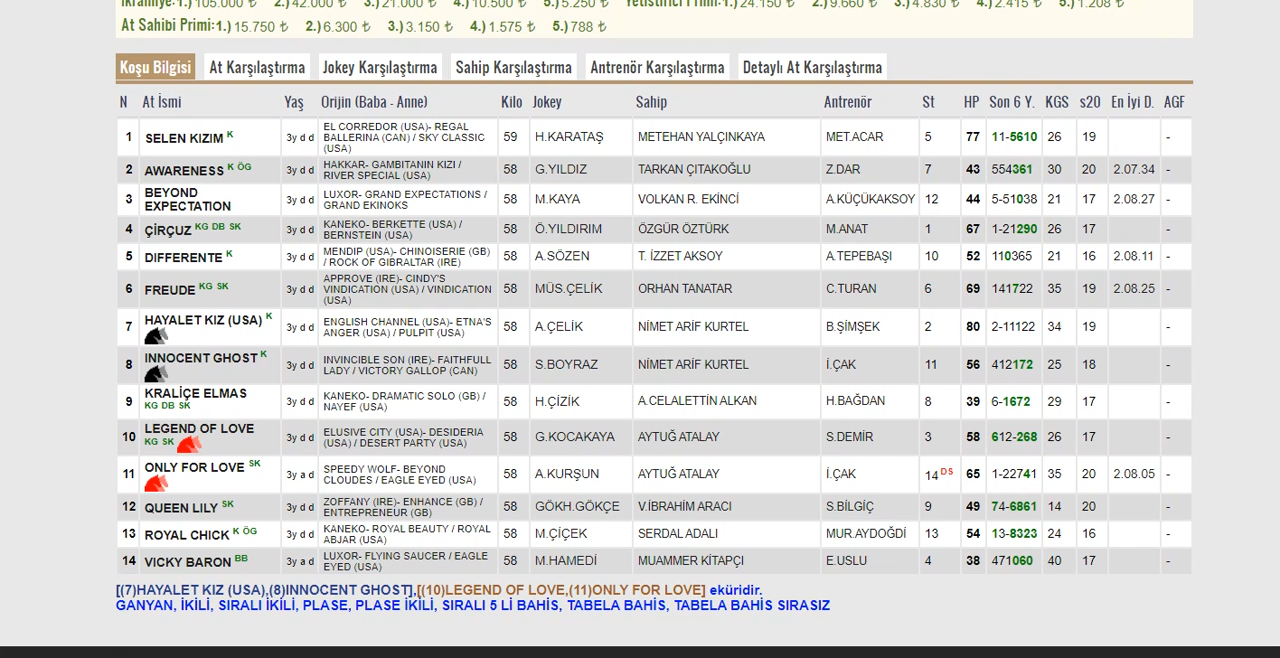 İkramiye:1.) 105.000 ₺ 2.) 42.000 ₺ 3.) 21.000 ₺ 4.) 10.500 ₺ 5.) 5.250 ₺ Yetiştirici Primi:1.) 24.150 ₺ 2.) 9.660 ₺ 3.) 4.830 ₺ 4.) 2.415 ₺ 5.) 1.208 ₺
At Sahibi Primi:1.) 15.750 ₺ 2.) 6.300 ₺ 3.) 3.150 ₺ 4.) 1.575 ₺ 5.) 788 ₺
Koşu Bilgisi At Karşılaştırma Jokey Karşılaştırma Sahip Karşılaştırma Antrenör Karşılaştırma Detaylı At Karşılaştırma
N At İsmi Yaş Orijin (Baba - Anne) Kilo Jokey Sahip Antrenör St HP Son 6 Y. KGS s20 En İyi D. AGF
1 SELEN KIZIM K 3y d d EL CORREDOR (USA)- REGAL BALLERINA (CAN) / SKY CLASSIC (USA) 59 H.KARATAŞ METEHAN YALÇINKAYA MET.ACAR 5 77 11-5610 26 19 -
2 AWARENESS K ÖG 3y d d HAKKAR- GAMBITANIN KIZI / RIVER SPECIAL (USA) 58 G.YILDIZ TARKAN ÇITAKOĞLU Z.DAR 7 43 554361 30 20 2.07.34 -
3 BEYOND EXPECTATION 3y d d LUXOR- GRAND EXPECTATIONS / GRAND EKINOKS 58 M.KAYA VOLKAN R. EKİNCİ A.KÜÇÜKAKSOY 12 44 5-51038 21 17 2.08.27 -
4 ÇİRÇUZ KG DB SK 3y d d KANEKO- BERKETTE (USA) / BERNSTEIN (USA) 58 Ö.YILDIRIM ÖZGÜR ÖZTÜRK M.ANAT 1 67 1-21290 26 17 -
5 DIFFERENTE K 3y d d MENDIP (USA)- CHINOISERIE (GB) / ROCK OF GIBRALTAR (IRE) 58 A.SÖZEN T. İZZET AKSOY A.TEPEBAŞI 10 52 110365 21 16 2.08.11 -
6 FREUDE KG SK 3y d d APPROVE (IRE)- CINDY'S VINDICATION (USA) / VINDICATION (USA) 58 MÜS.ÇELİK ORHAN TANATAR C.TURAN 6 69 141722 35 19 2.08.25 -
7 HAYALET KIZ (USA) K 3y d d ENGLISH CHANNEL (USA)- ETNA'S ANGER (USA) / PULPIT (USA) 58 A.ÇELİK NİMET ARİF KURTEL B.ŞİMŞEK 2 80 2-11122 34 19 -
8 INNOCENT GHOST K 3y d d INVINCIBLE SON (IRE)- FAITHFULL LADY / VICTORY GALLOP (CAN) 58 S.BOYRAZ NİMET ARİF KURTEL İ.ÇAK 11 56 412172 25 18 -
9 KRALİÇE ELMAS KG DB SK 3y d d KANEKO- DRAMATIC SOLO (GB) / NAYEF (USA) 58 H.ÇİZİK A.CELALETTİN ALKAN H.BAĞDAN 8 39 6-1672 29 17 -
10 LEGEND OF LOVE KG SK 3y d d ELUSIVE CITY (USA)- DESIDERIA (USA) / DESERT PARTY (USA) 58 G.KOCAKAYA AYTUĞ ATALAY S.DEMİR 3 58 612-268 26 17 -
11 ONLY FOR LOVE SK 3y a d SPEEDY WOLF- BEYOND CLOUDES / EAGLE EYED (USA) 58 A.KURŞUN AYTUĞ ATALAY İ.ÇAK 14 DS 65 1-22741 35 20 2.08.05 -
12 QUEEN LILY SK 3y d d ZOFFANY (IRE)- ENHANCE (GB) / ENTREPRENEUR (GB) 58 GÖKH.GÖKÇE V.İBRAHİM ARACI S.BİLGİÇ 9 49 74-6861 14 20 -
13 ROYAL CHICK K ÖG 3y d d KANEKO- ROYAL BEAUTY / ROYAL ABJAR (USA) 58 M.ÇİÇEK SERDAL ADALI MUR.AYDOĞDİ 13 54 13-8323 24 16 -
14 VICKY BARON BB 3y a d LUXOR- FLYING SAUCER / EAGLE EYED (USA) 58 M.HAMEDİ MUAMMER KİTAPÇI E.USLU 4 38 471060 40 17 -
[(7)HAYALET KIZ (USA),(8)INNOCENT GHOST],[(10)LEGEND OF LOVE,(11)ONLY FOR LOVE] eküridir.
GANYAN, İKİLİ, SIRALI İKİLİ, PLASE, PLASE İKİLİ, SIRALI 5 Lİ BAHİS, TABELA BAHİS, TABELA BAHİS SIRASIZ